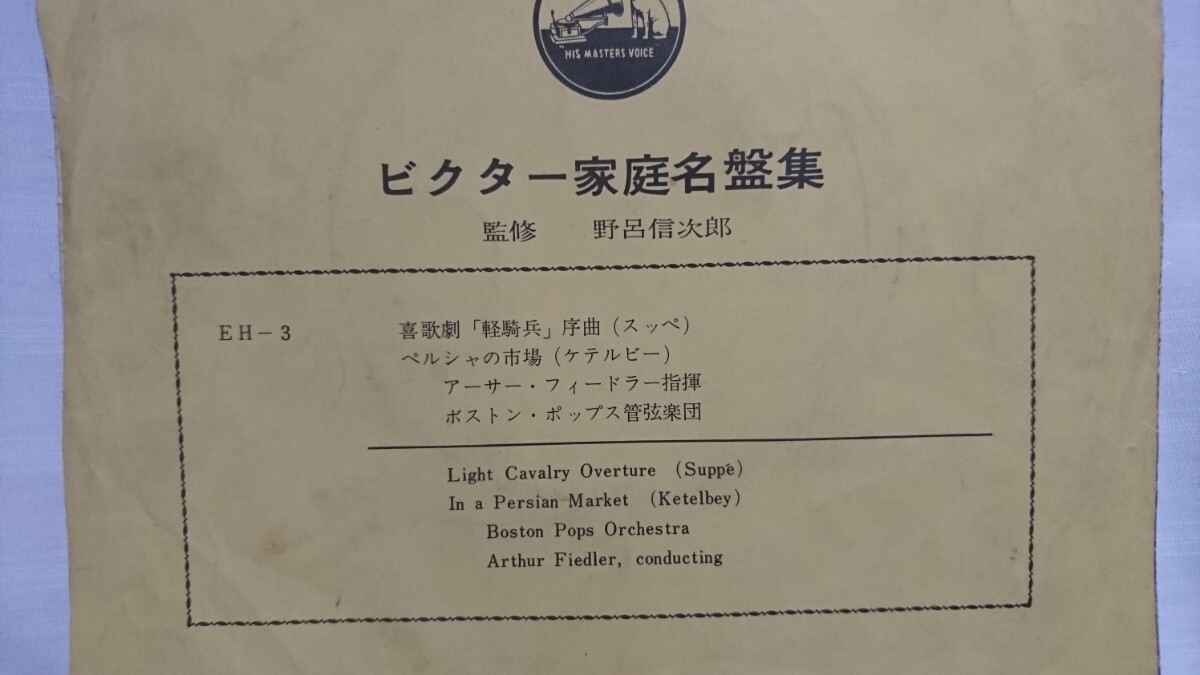 "HIS MASTERS VOICE"
ビクター家庭名盤集
監修 野呂信次郎
EH-3
喜歌劇「軽騎兵」序曲(スッペ)
ペルシャの市場(ケテルビー)
アーサー・フィードラー指揮
ボストン・ポップス管弦楽団
Light Cavalry Overture (Suppe)
In a Persian Market (Ketelbey)
Boston Pops Orchestra
Arthur Fiedler, conducting